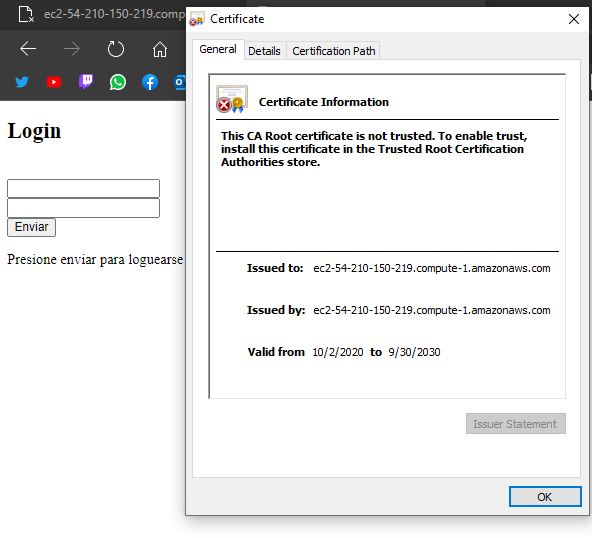 ec2-54-210-150-219.comp
Certificate
General
Details
Certification Path
Certificate Information
This CA Root certificate is not trusted. To enable trust,
install this certificate in the Trusted Root Certification
Authorities store.
Issued to: ec2-54-210-150-219.compute-1.amazonaws.com
Issued by: ec2-54-210-150-219.compute-1.amazonaws.com
Valid from 10/2/2020 to 9/30/2030
Issuer Statement
OK
Login
Enviar
Presione enviar para loguearse